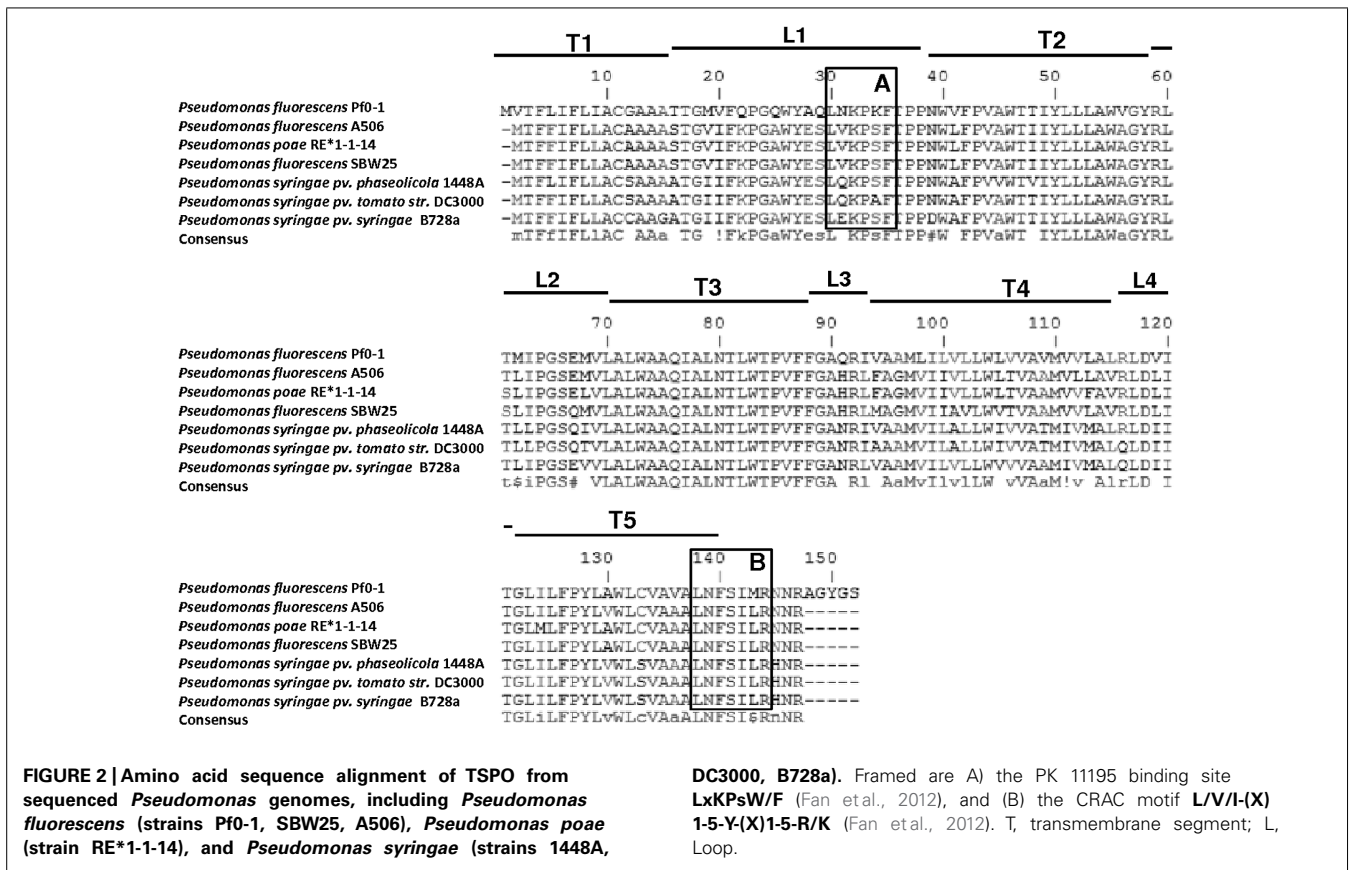 T1 L1 T2
10 20 30 A 40 50 60
Pseudomonas fluorescens Pf0-1 MVTFLIFLIACGAAATTGMVFQPGQWYAQLNKPKFTPPNWVFPVAWTTIYLLLAWVGYRL
Pseudomonas fluorescens A506 -MTFFIFLLACAAAASTGVIFKPGAWYESLVKPSFTPPNWLFPVAWTTIYLLLAWAGYRL
Pseudomonas poae RE*1-1-14 -MTFFIFLLACAAAASTGVIFKPGAWYESLVKPSFTPPNWLFPVAWTTIYLLLAWAGYRL
Pseudomonas fluorescens SBW25 -MTFFIFLLACAAAASTGVIFKPGAWYESLVKPSFTPPNWLFPVAWTTIYLLLAWAGYRL
Pseudomonas syringae pv. phaseolicola 1448A -MTFLIFLLACSAAAATGIIFKPGAWYESLQKPSFTPPNWAFPVVWTVIYLLLAWAGYRL
Pseudomonas syringae pv. tomato str. DC3000 -MTFFIFLLACSAAAATGIIFKPGAWYESLQKPAFTPPNWAFPVAWTTIYLLLAWAGYRL
Pseudomonas syringae pv. syringae B728a -MTFFIFLLACCAAGATGIIFKPGAWYESLEKPSFTPPDWAFPVAWTTIYLLLAWAGYRL
Consensus mTFfIFLlAC AAa TG !FkPGaWYesL KPsFTPP#W FPVaWT IYLLLAWaGYRL
L2 T3 L3 T4 L4
70 80 90 100 110 120
Pseudomonas fluorescens Pf0-1 TMIPGSEMVLALWAAQIALNTLWTPVFFGAQRIVAAMLILVLLWLVVAVMVVLALRLDVI
Pseudomonas fluorescens A506 TLIPGSEMVLALWAAQIALNTLWTPVFFGAHRLFAGMVIIVLLWLTVAAMVLLAVRLDLI
Pseudomonas poae RE*1-1-14 SLIPGSELVLALWAAQIALNTLWTPVFFGAHRLFAGMVIIVLLWLTVAAMVVFAVRLDLI
Pseudomonas fluorescens SBW25 SLIPGSQMVLALWAAQIALNTLWTPVFFGAHRLMAGMVIIAVLWVTVAAMVVLAVRLDLI
Pseudomonas syringae pv. phaseolicola 1448A TLLPGSQIVLALWAAQIALNTLWTPVFFGANRIVAAMVILALLWIVVATMIVMALRLDII
Pseudomonas syringae pv. tomato str. DC3000 TLLPGSQTVLALWAAQIALNTLWTPVFFGANRIAAAMVILALLWIVVATMIVMALQLDII
Pseudomonas syringae pv. syringae B728a TLIPGSEVVLALWAAQIALNTLWTPVFFGANRLVAAMVILVLLWVVVAAMIVMALQLDII
Consensus t$iPGS# VLALWAAQIALNTLWTPVFFGA Rl AaMvIlvlLW vVAaM!v AlrLD I
T5
130 140 B 150
Pseudomonas fluorescens Pf0-1 TGLILFPYLAWLCVAVALNFSIMRNNRAGYGS
Pseudomonas fluorescens A506 TGLILFPYLVWLCVAAALNFSILRNNR-----
Pseudomonas poae RE*1-1-14 TGLMLFPYLAWLCVAAALNFSILRNNR-----
Pseudomonas fluorescens SBW25 TGLILFPYLAWLCVAAALNFSILRNNR-----
Pseudomonas syringae pv. phaseolicola 1448A TGLILFPYLVWLSVAAALNFSILRHNR-----
Pseudomonas syringae pv. tomato str. DC3000 TGLILFPYLVWLSVAAALNFSILRHNR-----
Pseudomonas syringae pv. syringae B728a TGLILFPYLVWLSVAAALNFSILRHNR-----
Consensus TGLiLFPYLvWLcVAaALNFSI$RnNR
FIGURE 2 | Amino acid sequence alignment of TSPO from
sequenced Pseudomonas genomes, including Pseudomonas
fluorescens (strains Pf0-1, SBW25, A506), Pseudomonas poae
(strain RE*1-1-14), and Pseudomonas syringae (strains 1448A,
DC3000, B728a). Framed are A) the PK 11195 binding site
LxKPsW/F (Fan et al., 2012), and (B) the CRAC motif L/V/I-(X)
1-5-Y-(X)1-5-R/K (Fan et al., 2012). T, transmembrane segment; L,
Loop.